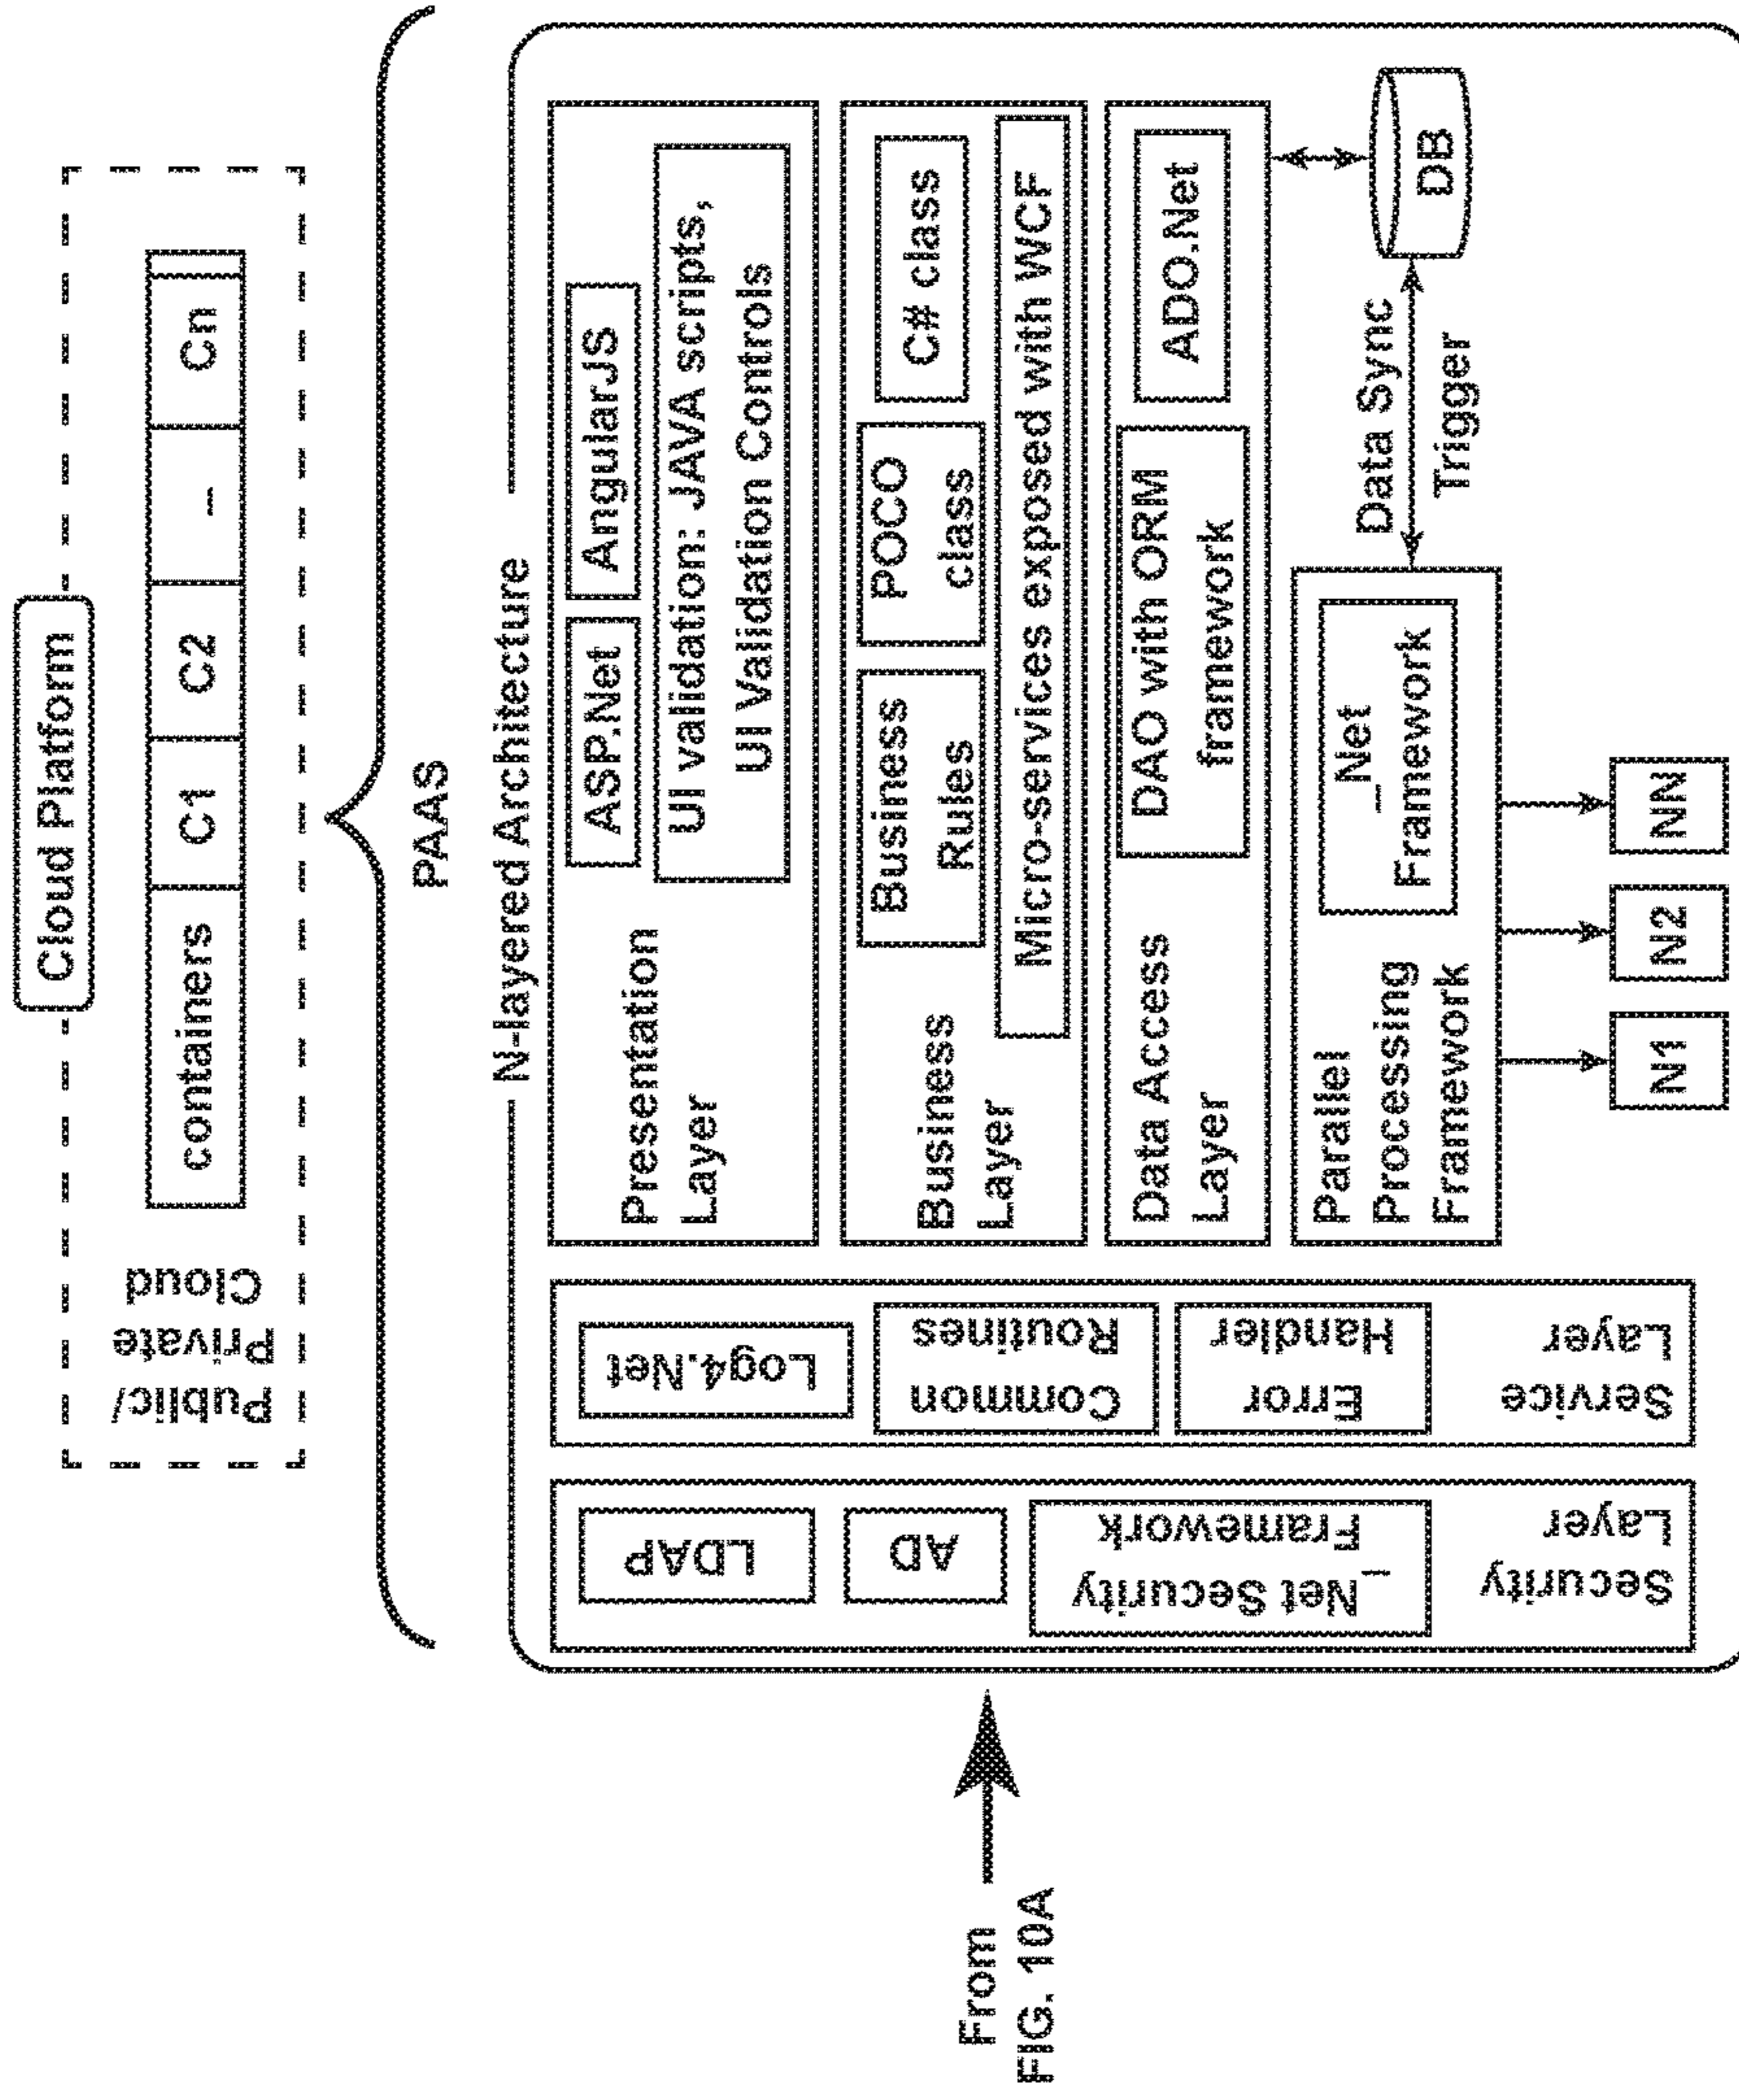 Cloud Platform
Public/
Private
Cloud
containers
C1
C2
–
Cn
PAAS
N-layered Architecture
From
FIG. 10A
Security
Layer
LDAP
AD
_Net Security
Framework
Service
Layer
Log4.Net
Common
Routines
Error
Handler
Presentation
Layer
ASP.Net
AngularJS
UI validation: JAVA scripts,
UI Validation Controls
Business
Layer
Business
Rules
POCO
class
C# class
Micro-services exposed with WCF
Data Access
Layer
DAO with ORM
framework
ADO.Net
Parallel
Processing
Framework
_Net
Framework
Data Sync
Trigger
DB
N1
N2
NN